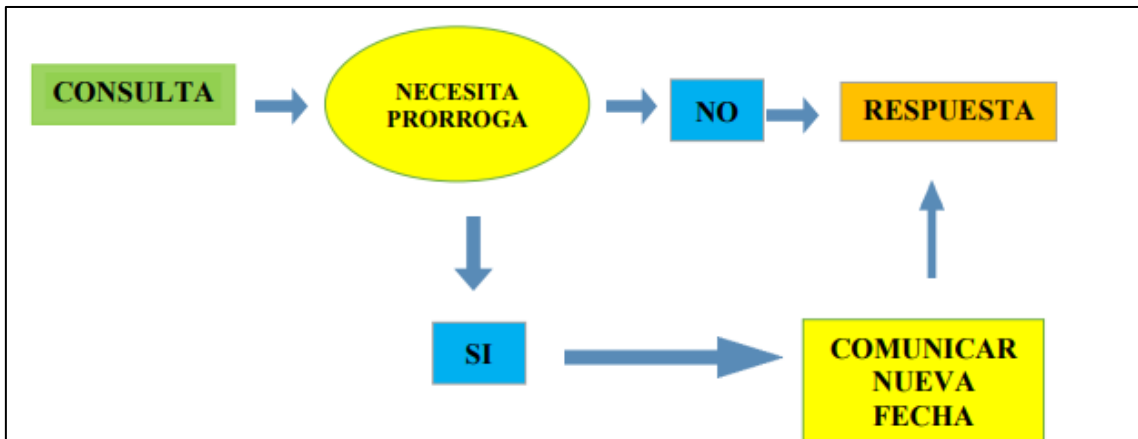 CONSULTA
NECESITA
PRORROGA
NO
RESPUESTA
SI
COMUNICAR
NUEVA
FECHA